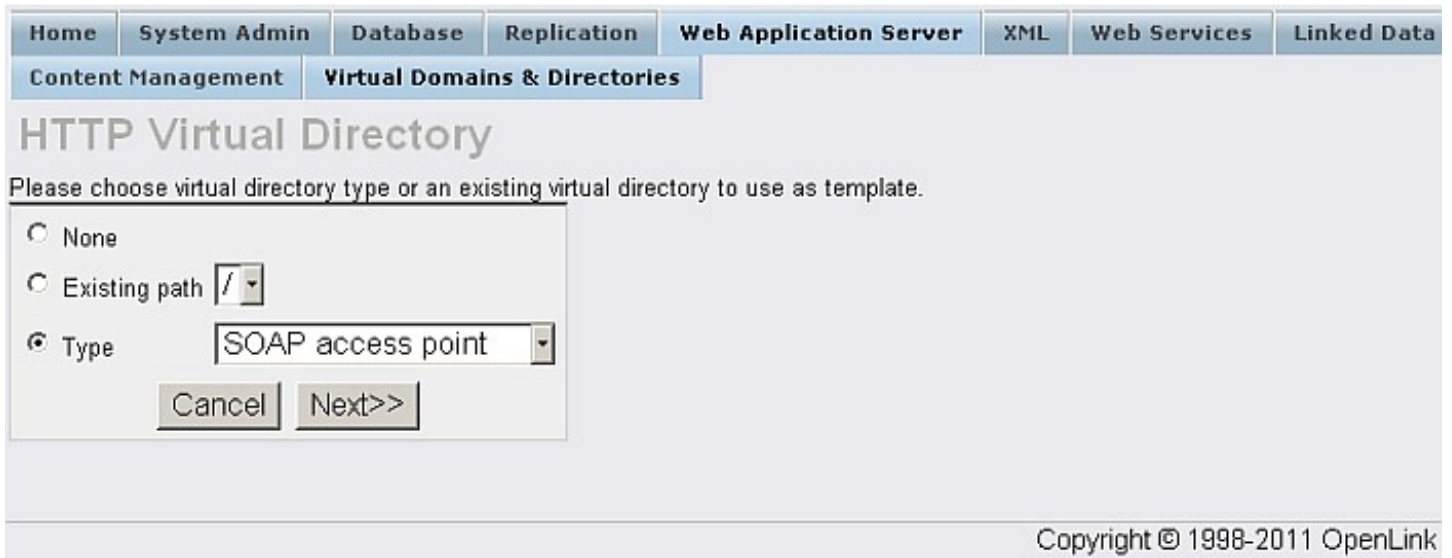 Home System Admin Database Replication Web Application Server XML Web Services Linked Data
Content Management Virtual Domains & Directories
HTTP Virtual Directory
Please choose virtual directory type or an existing virtual directory to use as template.
None
Existing path /
Type SOAP access point
Cancel Next>>
Copyright © 1998-2011 OpenLink